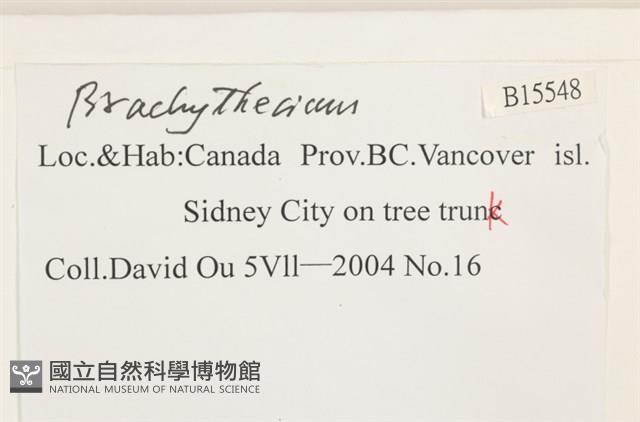 Brachythecium
B15548
Loc.&Hab:Canada Prov.BC.Vancover isl.
Sidney City on tree trunk
Coll.David Ou 5Vll—2004 No.16
國立自然科學博物館
NATIONAL MUSEUM OF NATURAL SCIENCE